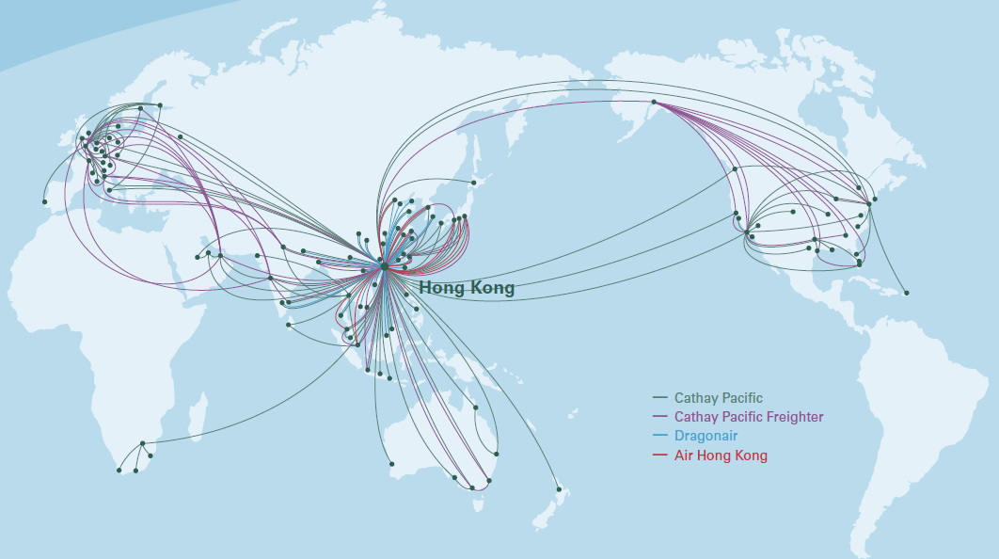 Hong Kong
Cathay Pacific
Cathay Pacific Freighter
Dragonair
Air Hong Kong